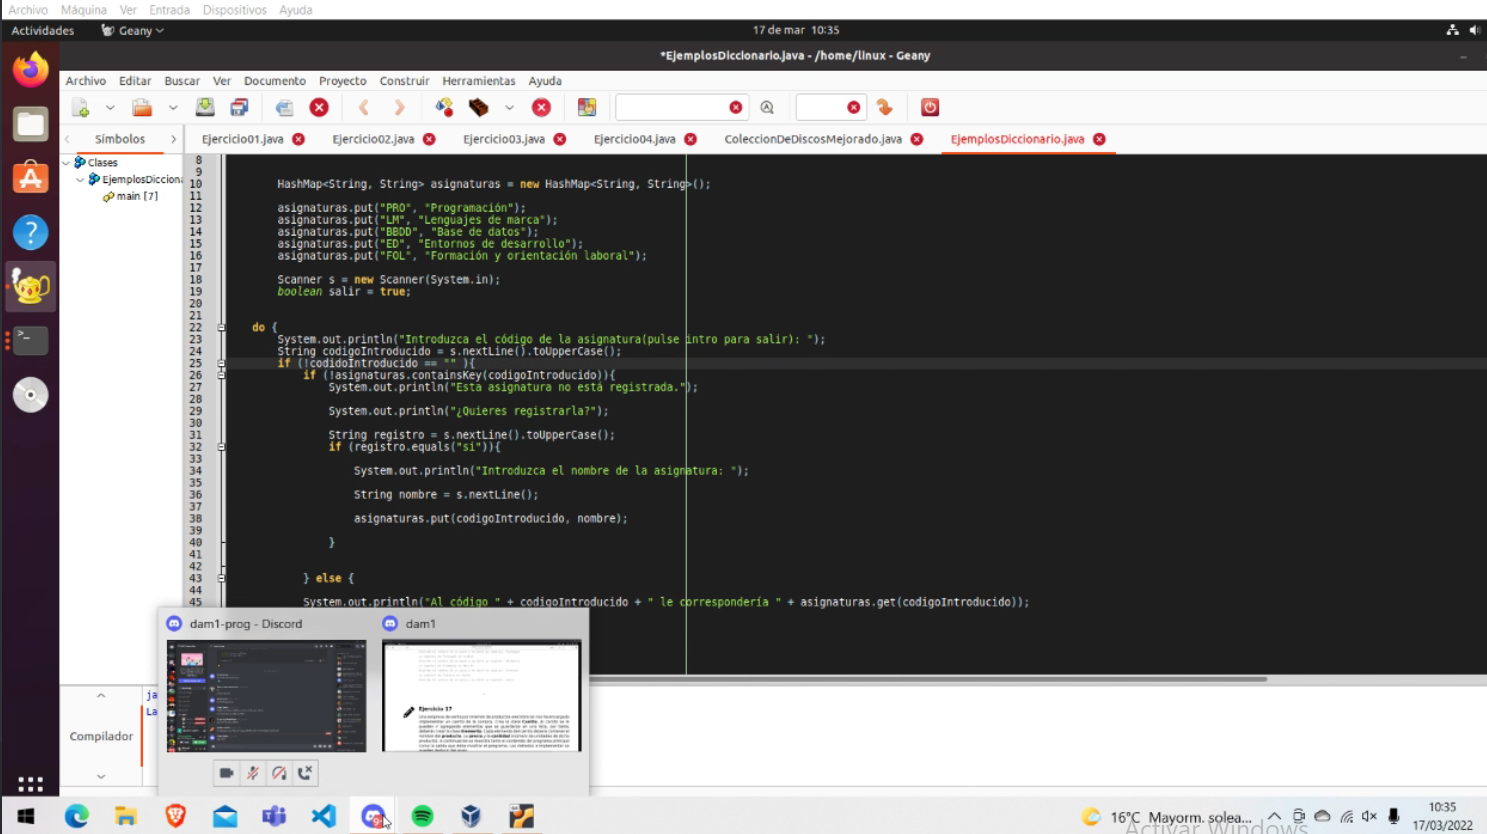 Archivo Máquina Ver Entrada Dispositivos Ayuda
Actividades Geany 17 de mar 10:35
*EjemplosDiccionario.java - /home/linux - Geany
Archivo Editar Buscar Ver Documento Proyecto Construir Herramientas Ayuda
Símbolos Ejercicio01.java Ejercicio02.java Ejercicio03.java Ejercicio04.java ColeccionDeDiscosMejorado.java EjemplosDiccionario.java
Clases
EjemplosDicciona
main [7]
8
9
10 HashMap<String, String> asignaturas = new HashMap<String, String>();
11
12 asignaturas.put("PRO", "Programación");
13 asignaturas.put("LM", "Lenguajes de marca");
14 asignaturas.put("BBDD", "Base de datos");
15 asignaturas.put("ED", "Entornos de desarrollo");
16 asignaturas.put("FOL", "Formación y orientación laboral");
17
18 Scanner s = new Scanner(System.in);
19 boolean salir = true;
20
21
22 do {
23 System.out.println("Introduzca el código de la asignatura(pulse intro para salir): ");
24 String codigoIntroducido = s.nextLine().toUpperCase();
25 if (!codidoIntroducido == "" ){
26 if (!asignaturas.containsKey(codigoIntroducido)){
27 System.out.println("Esta asignatura no está registrada.");
28
29 System.out.println("¿Quieres registrarla?");
30
31 String registro = s.nextLine().toUpperCase();
32 if (registro.equals("si")){
33
34 System.out.println("Introduzca el nombre de la asignatura: ");
35
36 String nombre = s.nextLine();
37
38 asignaturas.put(codigoIntroducido, nombre);
39
40 }
41
42
43 } else {
44
45 System.out.println("Al código " + codigoIntroducido + " le correspondería " + asignaturas.get(codigoIntroducido));
dam1-prog - Discord dam1
Ejercicio 17
ja
La
Compilador
16°C Mayorm. solea...
10:35
17/03/2022
Activar Windows